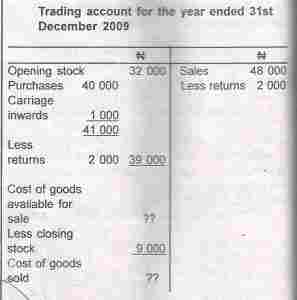 Trading account for the year ended 31st
December 2009
₦ ₦
Opening stock 32 000 Sales 48 000
Purchases 40 000 Less returns 2 000
Carriage
inwards 1 000
41 000
Less
returns 2 000 39 000
Cost of goods
available for
sale ??
Less closing
stock 9 000
Cost of goods
sold ??